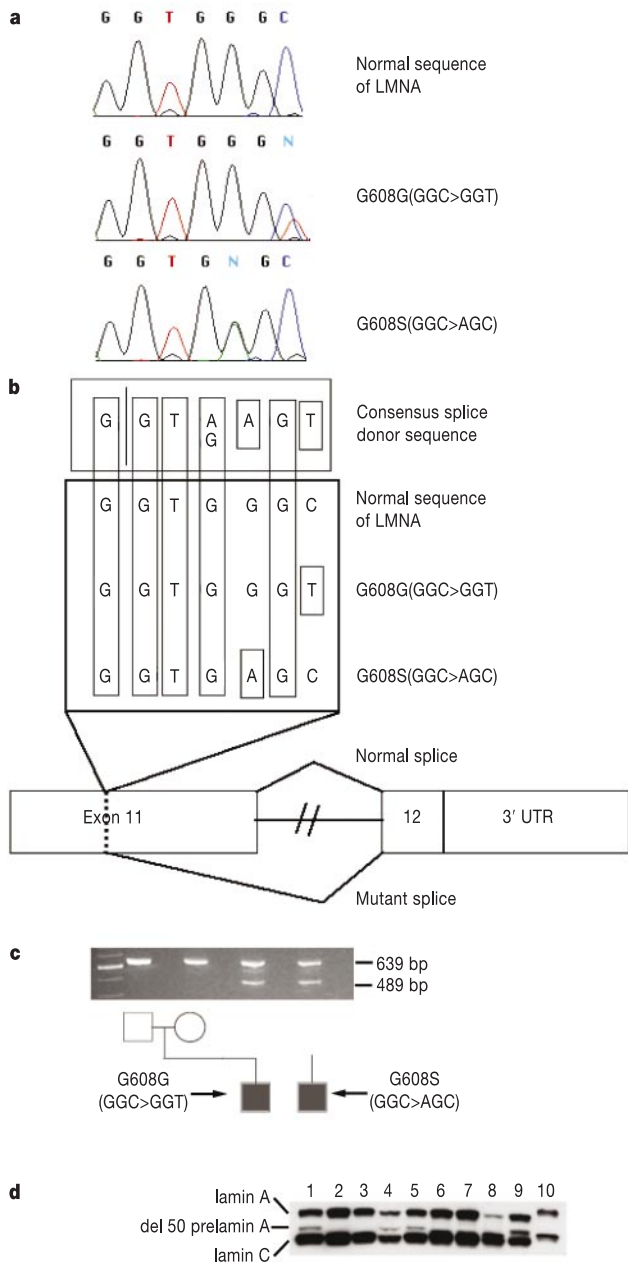 a
G G T G G G C
Normal sequence
of LMNA
G G T G G G N
G608G(GGC>GGT)
G G T G N G C
G608S(GGC>AGC)
b
G G T A A G T
G
Consensus splice
donor sequence
G G T G G G C
Normal sequence
of LMNA
G G T G G G T
G608G(GGC>GGT)
G G T G A G C
G608S(GGC>AGC)
Normal splice
Exon 11
12
3′ UTR
Mutant splice
c
639 bp
489 bp
G608G
(GGC>GGT)
G608S
(GGC>AGC)
d
1 2 3 4 5 6 7 8 9 10
lamin A
del 50 prelamin A
lamin C